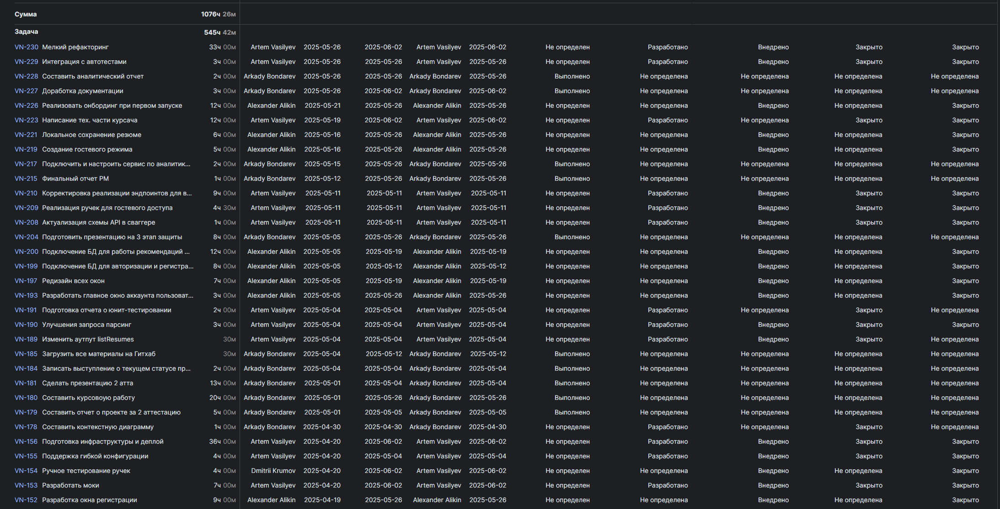 Сумма 1076ч 26м
Задача 545ч 42м
VN-230 Мелкий рефакторинг 33ч 00м Artem Vasilyev 2025-05-26 2025-06-02 Artem Vasilyev 2025-06-02 Не определен Разработано Внедрено Закрыто Закрыто
VN-229 Интеграция с автотестами 3ч 00м Artem Vasilyev 2025-05-26 2025-05-26 Artem Vasilyev 2025-05-26 Не определен Разработано Внедрено Закрыто Закрыто
VN-228 Составить аналитический отчет 2ч 00м Arkady Bondarev 2025-05-26 2025-05-26 Arkady Bondarev 2025-05-26 Выполнено Не определена Не определена Не определена Не определена
VN-227 Доработка документации 3ч 00м Arkady Bondarev 2025-05-26 2025-06-02 Arkady Bondarev 2025-06-02 Выполнено Не определена Не определена Не определена Не определена
VN-226 Реализовать онбординг при первом запуске 12ч 00м Alexander Alikin 2025-05-21 2025-05-26 Alexander Alikin 2025-05-26 Не определен Не определена Внедрено Не определена Закрыто
VN-223 Написание тех. части курсача 12ч 00м Artem Vasilyev 2025-05-19 2025-06-02 Artem Vasilyev 2025-06-02 Не определен Разработано Не определена Закрыто Закрыто
VN-221 Локальное сохранение резюме 6ч 00м Alexander Alikin 2025-05-16 2025-05-26 Alexander Alikin 2025-05-26 Не определен Не определена Внедрено Не определена Закрыто
VN-219 Создание гостевого режима 5ч 00м Alexander Alikin 2025-05-16 2025-05-26 Alexander Alikin 2025-05-26 Не определен Не определена Внедрено Не определена Закрыто
VN-217 Подключить и настроить сервис по аналитик... 2ч 00м Arkady Bondarev 2025-05-15 2025-05-26 Arkady Bondarev 2025-05-26 Выполнено Не определена Не определена Не определена Не определена
VN-215 Финальный отчет PM 1ч 00м Arkady Bondarev 2025-05-12 2025-05-26 Arkady Bondarev 2025-05-26 Выполнено Не определена Не определена Не определена Не определена
VN-210 Корректировка реализации эндпоинтов для в... 9ч 00м Artem Vasilyev 2025-05-11 2025-05-11 Artem Vasilyev 2025-05-11 Не определен Разработано Внедрено Закрыто Закрыто
VN-209 Реализация ручек для гостевого доступа 4ч 30м Artem Vasilyev 2025-05-11 2025-05-11 Artem Vasilyev 2025-05-11 Не определен Разработано Внедрено Закрыто Закрыто
VN-208 Актуализация схемы API в сваггере 1ч 00м Artem Vasilyev 2025-05-11 2025-05-11 Artem Vasilyev 2025-05-11 Не определен Разработано Внедрено Закрыто Закрыто
VN-204 Подготовить презентацию на 3 этап защиты 8ч 00м Arkady Bondarev 2025-05-05 2025-05-26 Arkady Bondarev 2025-05-26 Выполнено Не определена Не определена Не определена Не определена
VN-200 Подключение БД для работы рекомендаций ... 12ч 00м Alexander Alikin 2025-05-05 2025-05-19 Alexander Alikin 2025-05-19 Не определен Не определена Внедрено Не определена Закрыто
VN-199 Подключение БД для авторизации и регистра... 8ч 00м Alexander Alikin 2025-05-05 2025-05-12 Alexander Alikin 2025-05-12 Не определен Не определена Внедрено Не определена Закрыто
VN-197 Редизайн всех окон 7ч 00м Alexander Alikin 2025-05-05 2025-05-19 Alexander Alikin 2025-05-19 Не определен Не определена Внедрено Не определена Закрыто
VN-193 Разработать главное окно аккаунта пользоват... 3ч 00м Alexander Alikin 2025-05-05 2025-05-26 Alexander Alikin 2025-05-26 Не определен Не определена Внедрено Не определена Закрыто
VN-191 Подготовка отчета о юнит-тестировании 2ч 00м Artem Vasilyev 2025-05-04 2025-05-04 Artem Vasilyev 2025-05-04 Не определен Разработано Не определена Закрыто Не определена
VN-190 Улучшения запроса парсинг 3ч 00м Artem Vasilyev 2025-05-04 2025-05-04 Artem Vasilyev 2025-05-04 Не определен Разработано Внедрено Закрыто Закрыто
VN-189 Изменить аутпут listResumes 30м Artem Vasilyev 2025-05-04 2025-05-04 Artem Vasilyev 2025-05-04 Не определен Разработано Внедрено Закрыто Не определена
VN-185 Загрузить все материалы на Гитхаб 30м Arkady Bondarev 2025-05-04 2025-05-12 Arkady Bondarev 2025-05-12 Выполнено Не определена Не определена Не определена Не определена
VN-184 Записать выступление о текущем статусе пр... 2ч 00м Arkady Bondarev 2025-05-04 2025-05-04 Arkady Bondarev 2025-05-04 Выполнено Не определена Не определена Не определена Не определена
VN-181 Сделать презентацию 2 атта 13ч 00м Arkady Bondarev 2025-05-01 2025-05-04 Arkady Bondarev 2025-05-04 Выполнено Не определена Не определена Не определена Не определена
VN-180 Составить курсовоую работу 20ч 00м Arkady Bondarev 2025-05-01 2025-05-26 Arkady Bondarev 2025-05-26 Выполнено Не определена Не определена Не определена Не определена
VN-179 Составить отчет о проекте за 2 аттестацию 5ч 00м Arkady Bondarev 2025-05-01 2025-05-05 Arkady Bondarev 2025-05-05 Выполнено Не определена Не определена Не определена Не определена
VN-178 Составить контекстную диаграмму 1ч 00м Arkady Bondarev 2025-04-30 2025-04-30 Arkady Bondarev 2025-04-30 Не определен Разработано Не определена Закрыто Не определена
VN-156 Подготовка инфраструктуры и деплой 36ч 00м Artem Vasilyev 2025-04-20 2025-06-02 Artem Vasilyev 2025-06-02 Не определен Разработано Внедрено Закрыто Закрыто
VN-155 Поддержка гибкой конфигурации 4ч 00м Artem Vasilyev 2025-04-20 2025-05-04 Artem Vasilyev 2025-05-04 Не определен Разработано Внедрено Закрыто Закрыто
VN-154 Ручное тестирование ручек 4ч 00м Dmitrii Krumov 2025-04-20 2025-06-02 Artem Vasilyev 2025-06-02 Не определен Не определена Внедрено Не определена Закрыто
VN-153 Разработать моки 7ч 00м Artem Vasilyev 2025-04-20 2025-06-02 Artem Vasilyev 2025-06-02 Не определен Разработано Внедрено Закрыто Закрыто
VN-152 Разработка окна регистрации 9ч 00м Alexander Alikin 2025-04-19 2025-05-26 Alexander Alikin 2025-05-26 Не определен Не определена Внедрено Не определена Закрыто